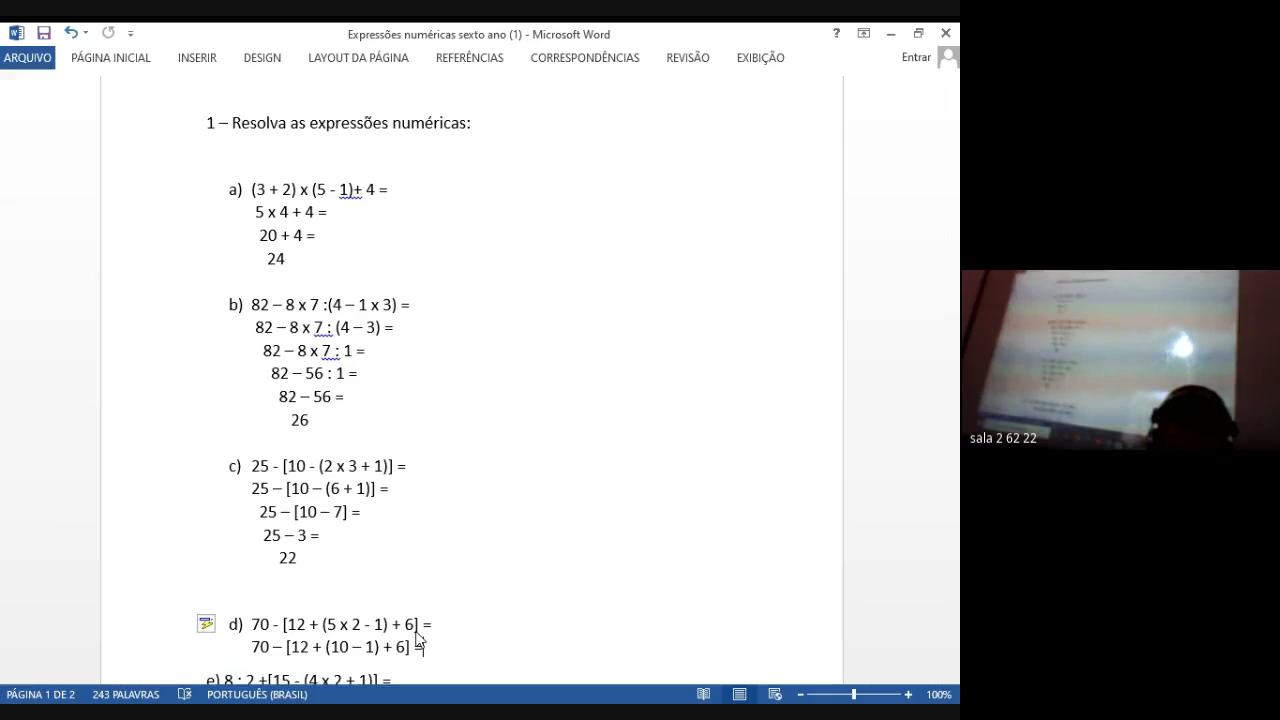 Expressões numéricas sexto ano (1) - Microsoft Word
?
ARQUIVO PÁGINA INICIAL INSERIR DESIGN LAYOUT DA PÁGINA REFERÊNCIAS CORRESPONDÊNCIAS REVISÃO EXIBIÇÃO Entrar
1 – Resolva as expressões numéricas:
a) (3 + 2) x (5 - 1)+ 4 =
5 x 4 + 4 =
20 + 4 =
24
b) 82 – 8 x 7 :(4 – 1 x 3) =
82 – 8 x 7 : (4 – 3) =
82 – 8 x 7 : 1 =
82 – 56 : 1 =
82 – 56 =
26
c) 25 - [10 - (2 x 3 + 1)] =
25 – [10 – (6 + 1)] =
25 – [10 – 7] =
25 – 3 =
22
d) 70 - [12 + (5 x 2 - 1) + 6] =
70 – [12 + (10 – 1) + 6] =
e) 8 : 2 +[15 - (4 x 2 + 1)] =
sala 2 62 22
PÁGINA 1 DE 2 243 PALAVRAS PORTUGUÊS (BRASIL) 100%